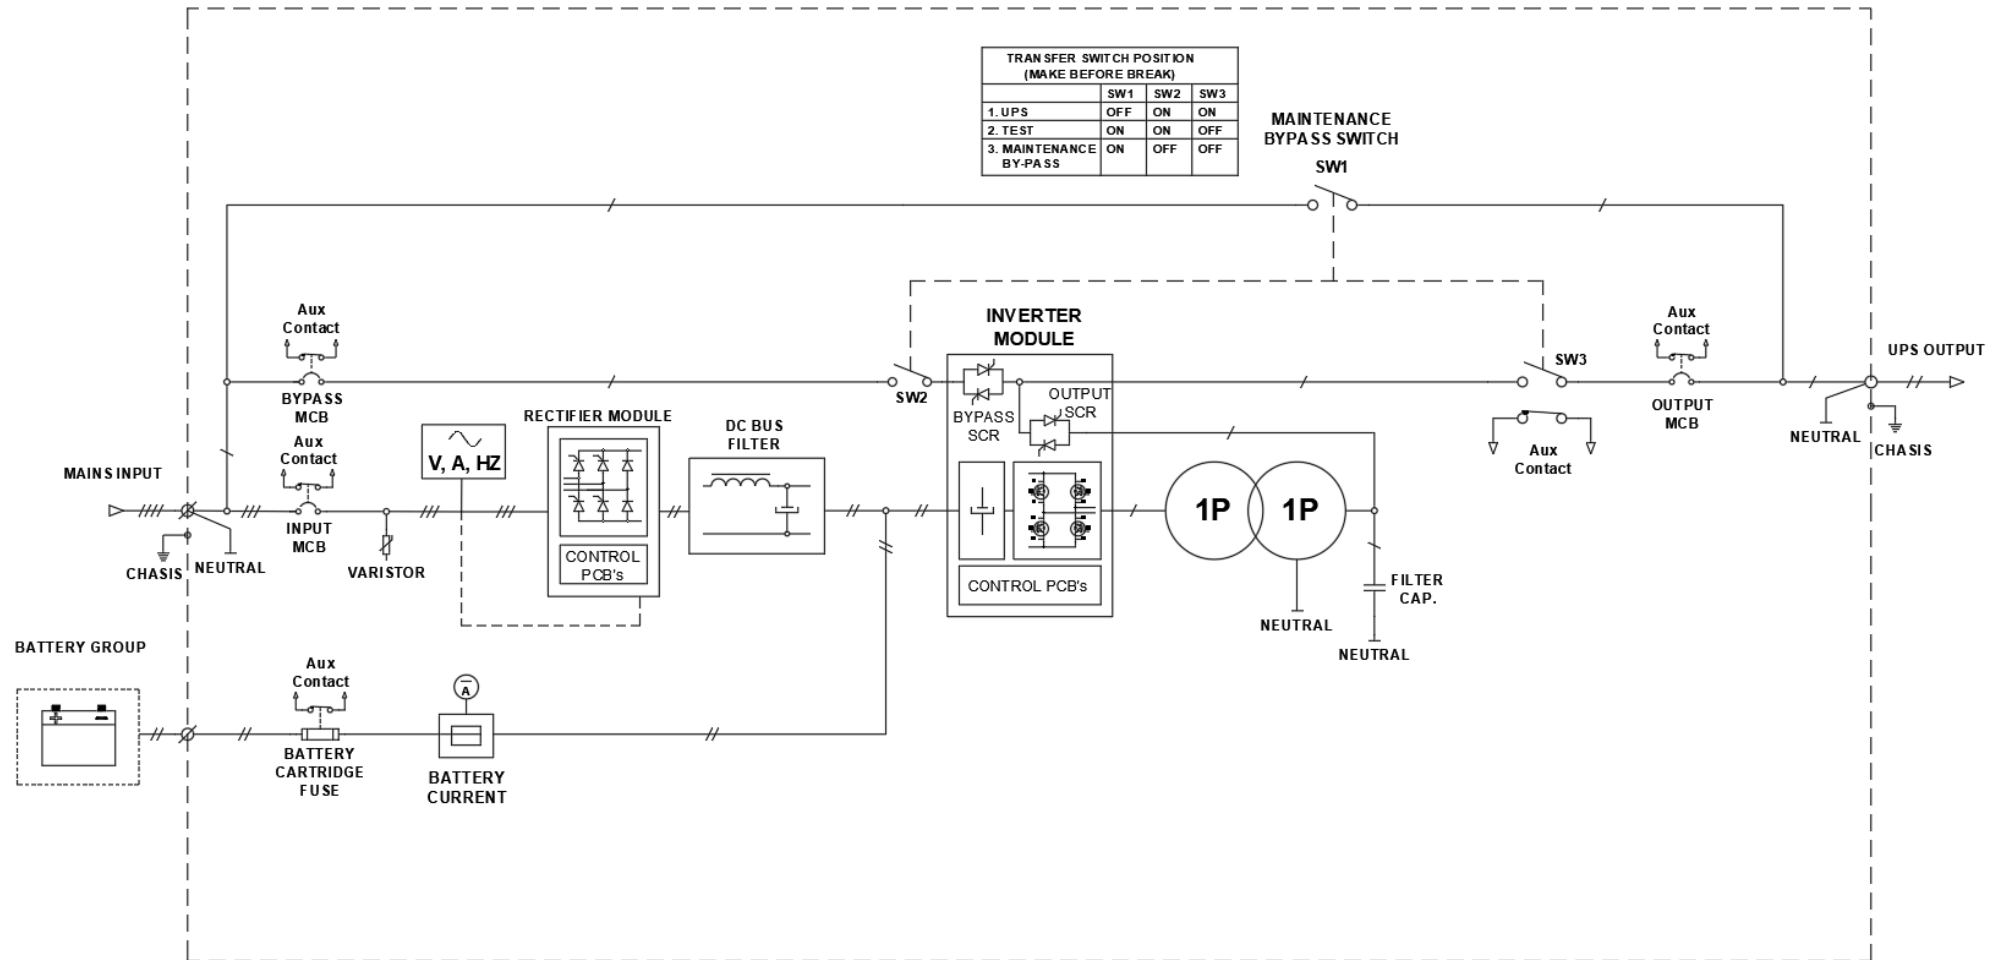 TRANSFER SWITCH POSITION
(MAKE BEFORE BREAK)
SW1 SW2 SW3
1. UPS OFF ON ON
2. TEST ON ON OFF
3. MAINTENANCE BY-PASS ON OFF OFF
MAINTENANCE
BYPASS SWITCH
SW1
Aux
Contact
BYPASS
MCB
SW2
INVERTER
MODULE
BYPASS
SCR
OUTPUT
SCR
CONTROL PCB's
SW3
Aux
Contact
Aux
Contact
OUTPUT
MCB
UPS OUTPUT
NEUTRAL
CHASIS
MAINS INPUT
CHASIS
NEUTRAL
Aux
Contact
INPUT
MCB
VARISTOR
V, A, HZ
RECTIFIER MODULE
CONTROL
PCB's
DC BUS
FILTER
1P
1P
NEUTRAL
FILTER
CAP.
NEUTRAL
BATTERY GROUP
Aux
Contact
BATTERY
CARTRIDGE
FUSE
A
BATTERY
CURRENT